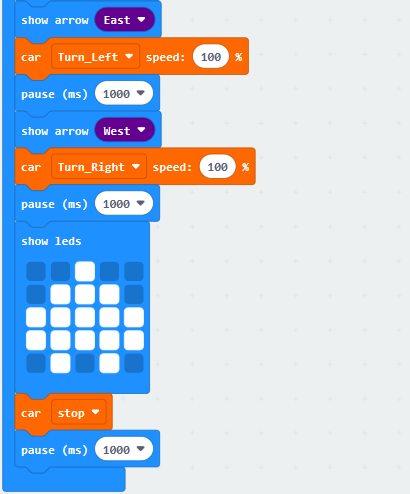 show arrow East
car Turn_Left speed: 100 %
pause (ms) 1000
show arrow West
car Turn_Right speed: 100 %
pause (ms) 1000
show leds
car stop
pause (ms) 1000